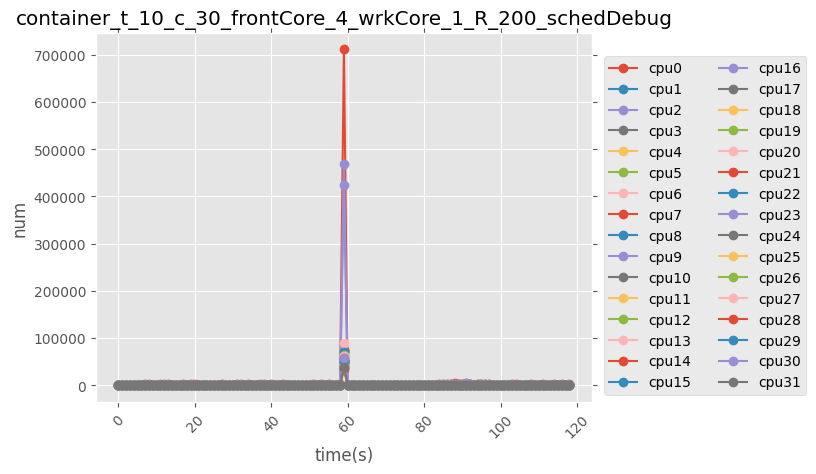 container_t_10_c_30_frontCore_4_wrkCore_1_R_200_schedDebug
700000
600000
500000
400000
300000
200000
100000
0
num
0
20
40
60
80
100
120
time(s)
cpu0
cpu1
cpu2
cpu3
cpu4
cpu5
cpu6
cpu7
cpu8
cpu9
cpu10
cpu11
cpu12
cpu13
cpu14
cpu15
cpu16
cpu17
cpu18
cpu19
cpu20
cpu21
cpu22
cpu23
cpu24
cpu25
cpu26
cpu27
cpu28
cpu29
cpu30
cpu31